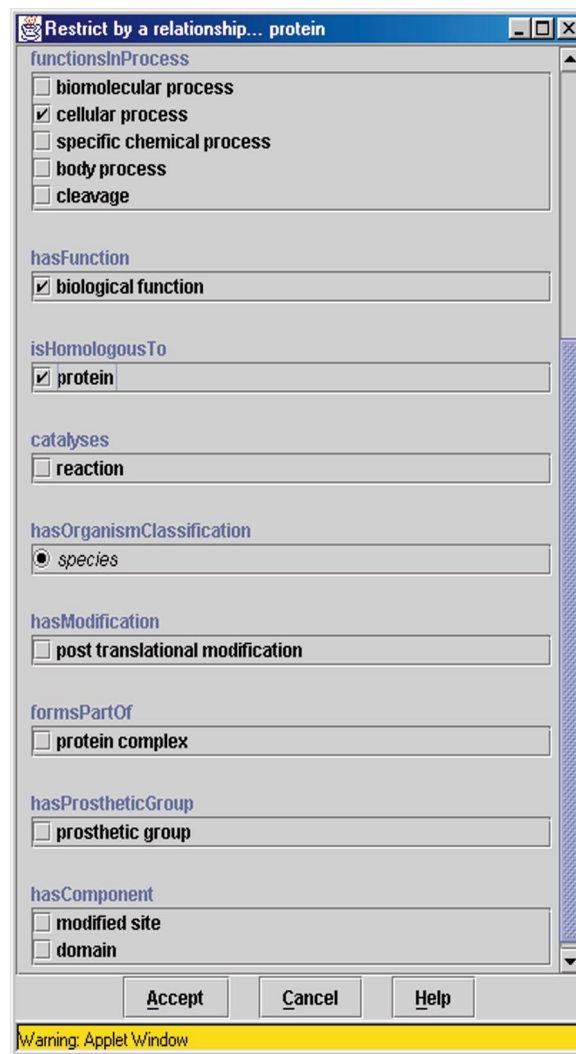 Restrict by a relationship... protein
functionsInProcess
biomolecular process
cellular process
specific chemical process
body process
cleavage
hasFunction
biological function
isHomologousTo
protein
catalyses
reaction
hasOrganismClassification
species
hasModification
post translational modification
formsPartOf
protein complex
hasProstheticGroup
prosthetic group
hasComponent
modified site
domain
Accept Cancel Help
Warning: Applet Window